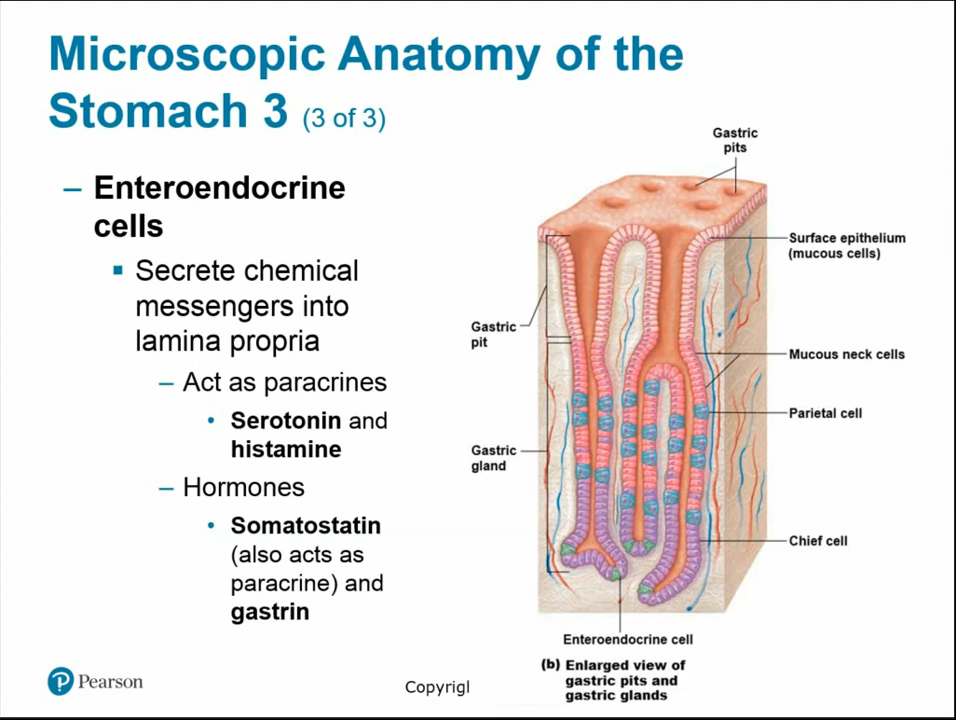 Microscopic Anatomy of the
Stomach 3 (3 of 3)
– Enteroendocrine
cells
▪ Secrete chemical
messengers into
lamina propria
– Act as paracrines
• Serotonin and
histamine
– Hormones
• Somatostatin
(also acts as
paracrine) and
gastrin
Gastric
pits
Surface epithelium
(mucous cells)
Gastric
pit
Mucous neck cells
Parietal cell
Gastric
gland
Chief cell
Enteroendocrine cell
(b) Enlarged view of
gastric pits and
gastric glands
P Pearson
Copyrigl